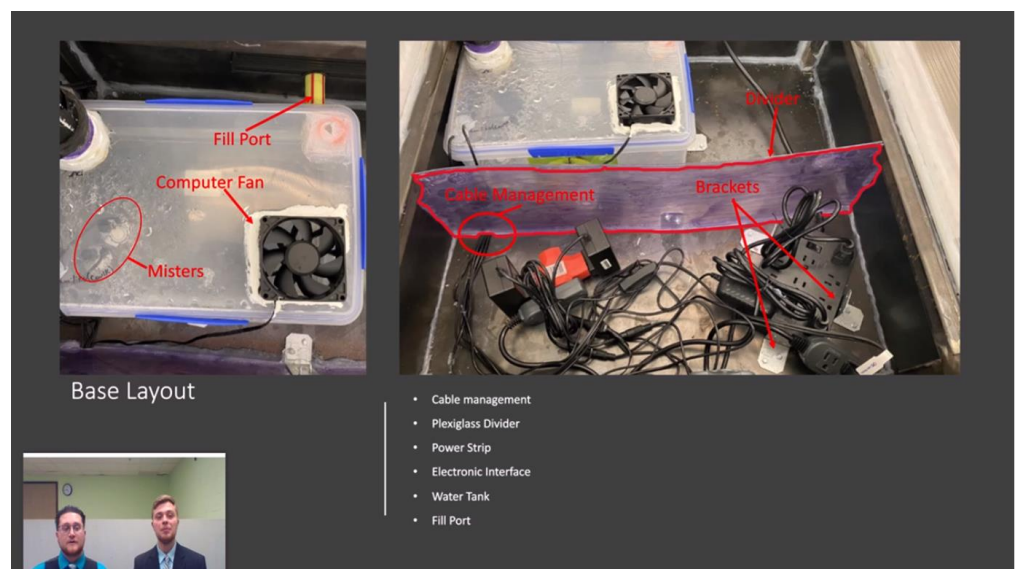 Fill Port
Computer Fan
Misters
Divider
Cable Management
Brackets
Base Layout
• Cable management
• Plexiglass Divider
• Power Strip
• Electronic Interface
• Water Tank
• Fill Port